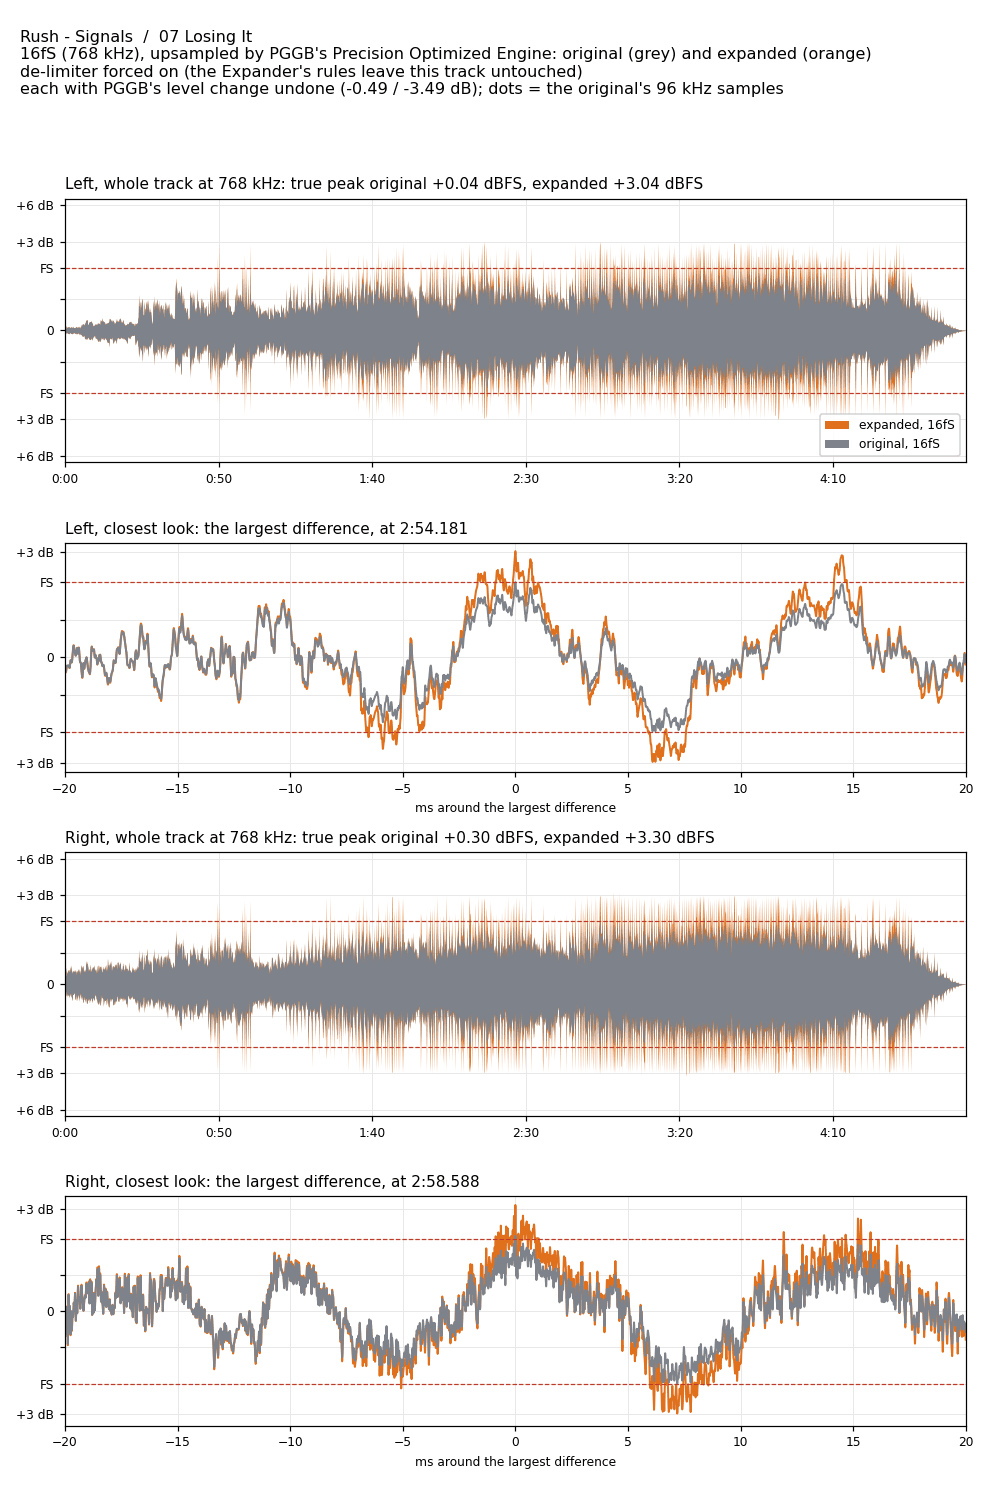 Rush - Signals  /  07 Losing It
16fS (768 kHz), upsampled by PGGB's Precision Optimized Engine: original (grey) and expanded (orange)
de-limiter forced on (the Expander's rules leave this track untouched)
each with PGGB's level change undone (-0.49 / -3.49 dB); dots = the original's 96 kHz samples
Left, whole track at 768 kHz: true peak original +0.04 dBFS, expanded +3.04 dBFS
+6 dB
+3 dB
FS
0
FS
+3 dB
+6 dB
expanded, 16fS
original, 16fS
0:00 0:50 1:40 2:30 3:20 4:10
Left, closest look: the largest difference, at 2:54.181
+3 dB
FS
0
FS
+3 dB
−20 −15 −10 −5 0 5 10 15 20
ms around the largest difference
Right, whole track at 768 kHz: true peak original +0.30 dBFS, expanded +3.30 dBFS
+6 dB
+3 dB
FS
0
FS
+3 dB
+6 dB
0:00 0:50 1:40 2:30 3:20 4:10
Right, closest look: the largest difference, at 2:58.588
+3 dB
FS
0
FS
+3 dB
−20 −15 −10 −5 0 5 10 15 20
ms around the largest difference